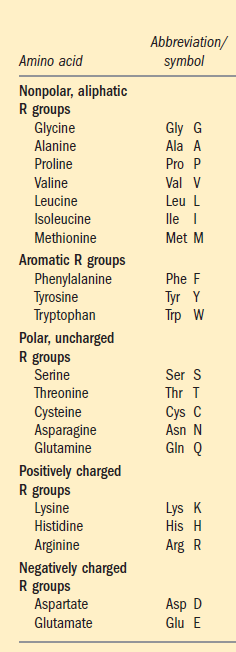 Abbreviation/
Amino acid symbol
Nonpolar, aliphatic
R groups
Glycine Gly G
Alanine Ala A
Proline Pro P
Valine Val V
Leucine Leu L
Isoleucine Ile I
Methionine Met M
Aromatic R groups
Phenylalanine Phe F
Tyrosine Tyr Y
Tryptophan Trp W
Polar, uncharged
R groups
Serine Ser S
Threonine Thr T
Cysteine Cys C
Asparagine Asn N
Glutamine Gln Q
Positively charged
R groups
Lysine Lys K
Histidine His H
Arginine Arg R
Negatively charged
R groups
Aspartate Asp D
Glutamate Glu E